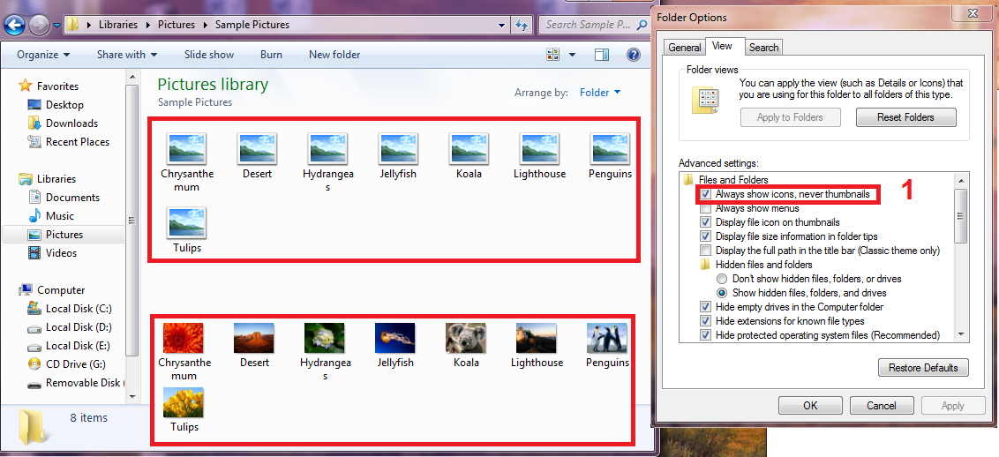 Libraries ▸ Pictures ▸ Sample Pictures
Search Sample P...
Organize Share with Slide show Burn New folder
Favorites
Desktop
Downloads
Recent Places
Libraries
Documents
Music
Pictures
Videos
Computer
Local Disk (C:)
Local Disk (D:)
Local Disk (E:)
CD Drive (G:)
Removable Disk (
Pictures library
Sample Pictures
Arrange by: Folder
Chrysanthe
mum
Desert
Hydrangea
s
Jellyfish
Koala
Lighthouse
Penguins
Tulips
Chrysanthe
mum
Desert
Hydrangea
s
Jellyfish
Koala
Lighthouse
Penguins
Tulips
8 items
Folder Options
General View Search
Folder views
You can apply the view (such as Details or Icons) that
you are using for this folder to all folders of this type.
Apply to Folders Reset Folders
Advanced settings:
Files and Folders
Always show icons, never thumbnails
1
Always show menus
Display file icon on thumbnails
Display file size information in folder tips
Display the full path in the title bar (Classic theme only)
Hidden files and folders
Don't show hidden files, folders, or drives
Show hidden files, folders, and drives
Hide empty drives in the Computer folder
Hide extensions for known file types
Hide protected operating system files (Recommended)
Restore Defaults
OK Cancel Apply